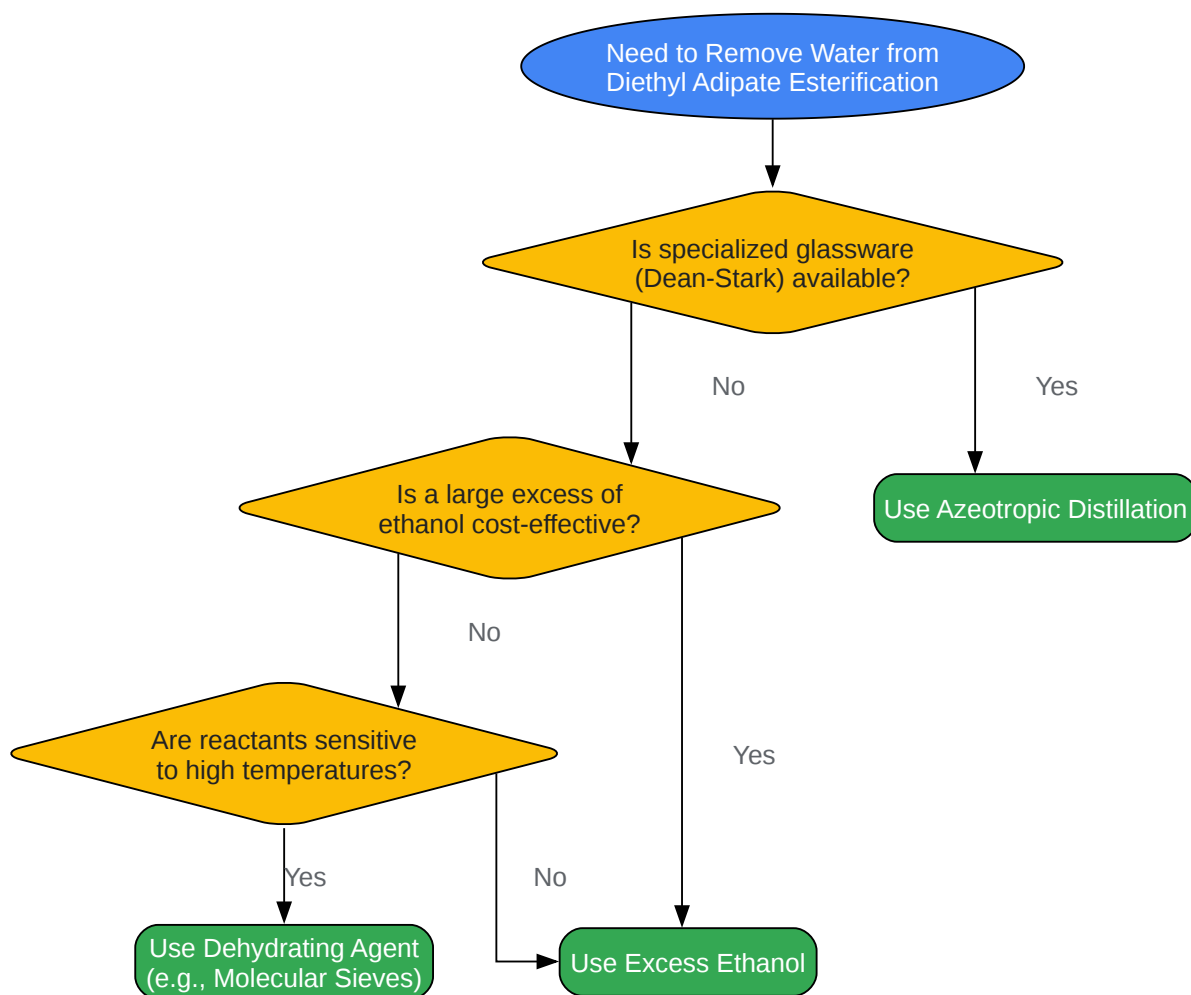 Need to Remove Water from
Diethyl Adipate Esterification
Is specialized glassware
(Dean-Stark) available?
No
Yes
Is a large excess of
ethanol cost-effective?
Use Azeotropic Distillation
No
Yes
Are reactants sensitive
to high temperatures?
Yes
No
Use Dehydrating Agent
(e.g., Molecular Sieves)
Use Excess Ethanol